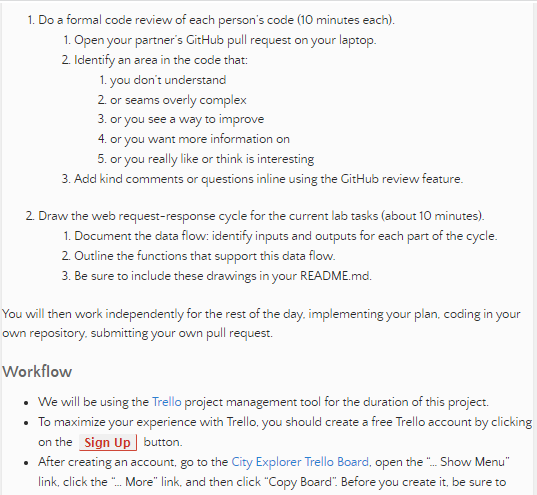 1. Do a formal code review of each person's code (10 minutes each).
1. Open your partner's GitHub pull request on your laptop.
2. Identify an area in the code that:
1. you don't understand
2. or seams overly complex
3. or you see a way to improve
4. or you want more information on
5. or you really like or think is interesting
3. Add kind comments or questions inline using the GitHub review feature.
2. Draw the web request-response cycle for the current lab tasks (about 10 minutes).
1. Document the data flow: identify inputs and outputs for each part of the cycle.
2. Outline the functions that support this data flow.
3. Be sure to include these drawings in your README.md.
You will then work independently for the rest of the day, implementing your plan, coding in your
own repository, submitting your own pull request.
Workflow
• We will be using the Trello project management tool for the duration of this project.
• To maximize your experience with Trello, you should create a free Trello account by clicking
on the Sign Up button.
• After creating an account, go to the City Explorer Trello Board, open the "... Show Menu"
link, click the "... More" link, and then click "Copy Board". Before you create it, be sure to